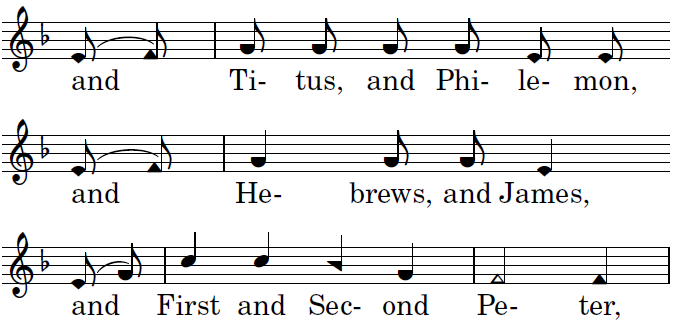 and Ti- tus, and Phi- le- mon,
and He- brews, and James,
and First and Sec- ond Pe- ter,